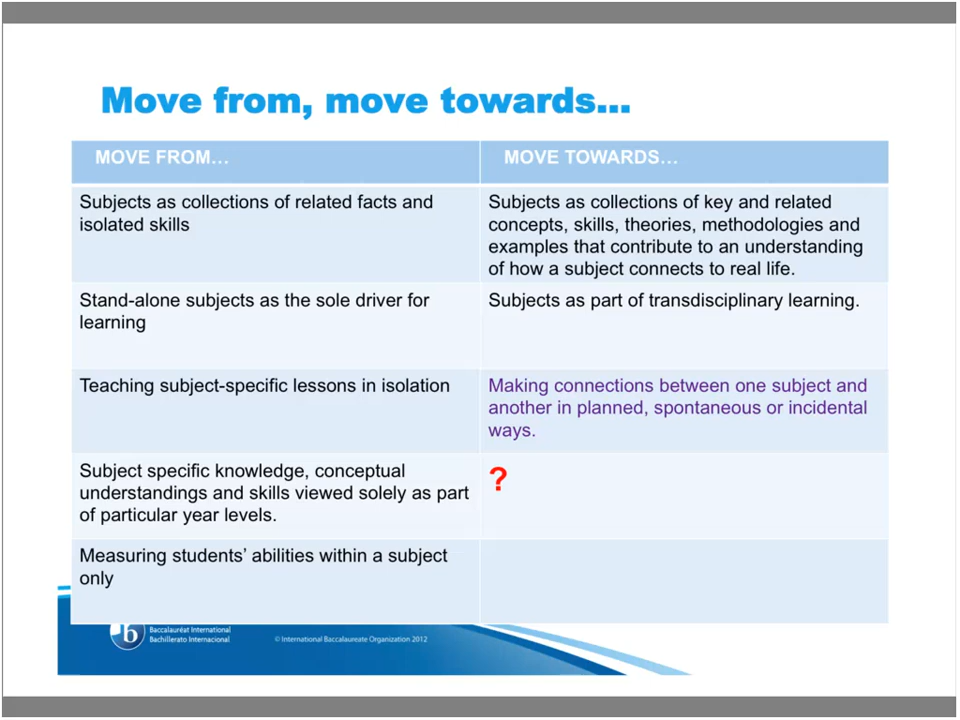 Move from, move towards...
MOVE FROM…
MOVE TOWARDS…
Subjects as collections of related facts and
isolated skills
Subjects as collections of key and related
concepts, skills, theories, methodologies and
examples that contribute to an understanding
of how a subject connects to real life.
Stand-alone subjects as the sole driver for
learning
Subjects as part of transdisciplinary learning.
Teaching subject-specific lessons in isolation
Making connections between one subject and
another in planned, spontaneous or incidental
ways.
Subject specific knowledge, conceptual
understandings and skills viewed solely as part
of particular year levels.
?
Measuring students’ abilities within a subject
only
b
Baccalauréat International
Bachillerato Internacional
© International Baccalaureate Organization 2012